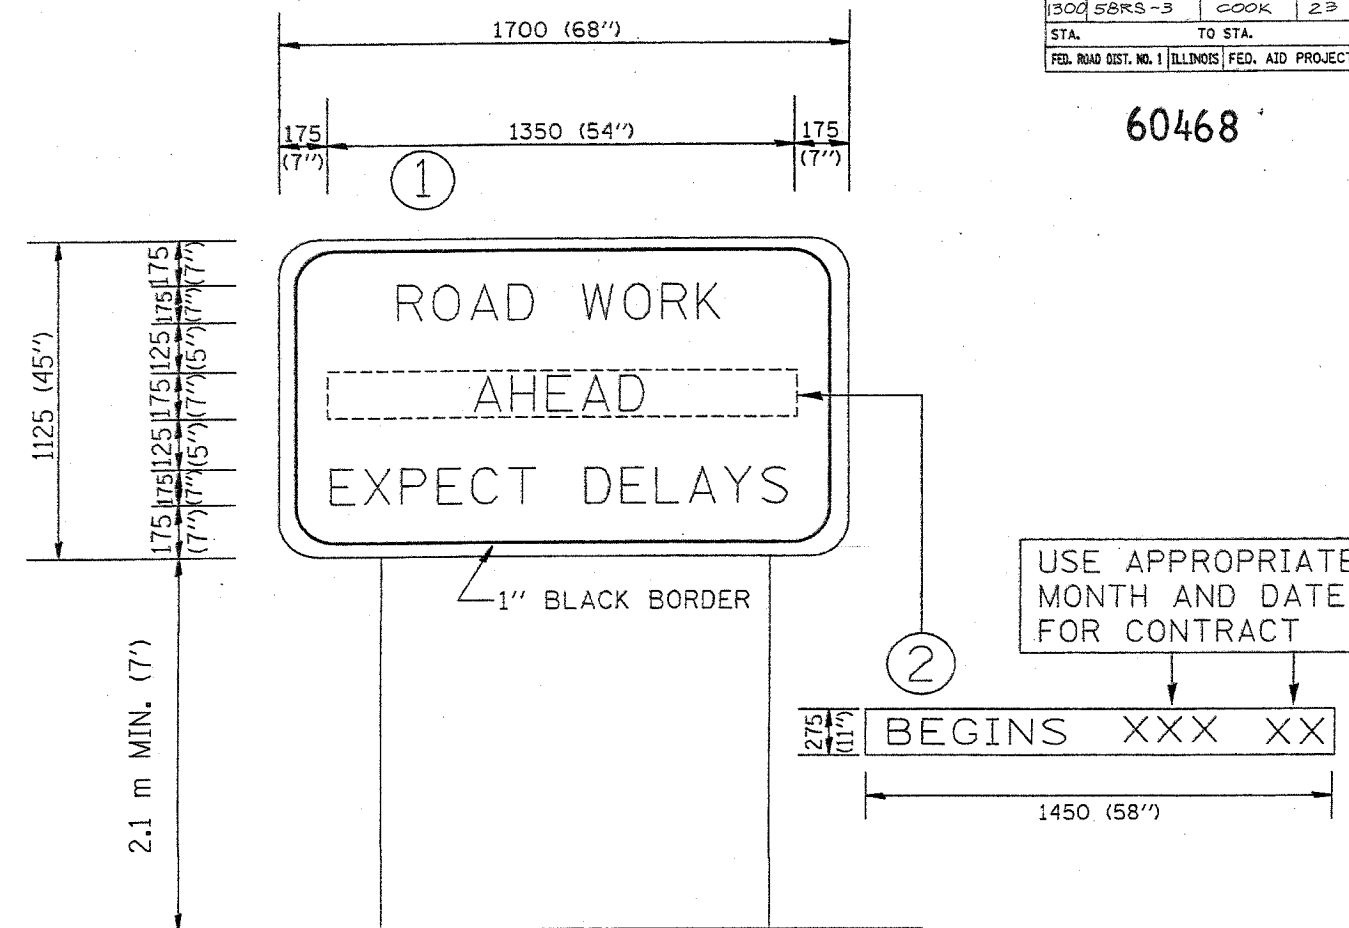 1300 5BRS-3 COOK 23
STA. TO STA.
FED. ROAD DIST. NO. 1 ILLINOIS FED. AID PROJECT
60468
1700 (68'')
175 (7'')
1350 (54'')
175 (7'')
1
1125 (45'')
175 (7'')
175 (7'')
125 (5'')
175 (7'')
125 (5'')
175 (7'')
175 (7'')
ROAD WORK
AHEAD
EXPECT DELAYS
1'' BLACK BORDER
2.1 m MIN. (7')
USE APPROPRIATE
MONTH AND DATE
FOR CONTRACT
2
275 (11'')
BEGINS XXX XX
1450 (58'')